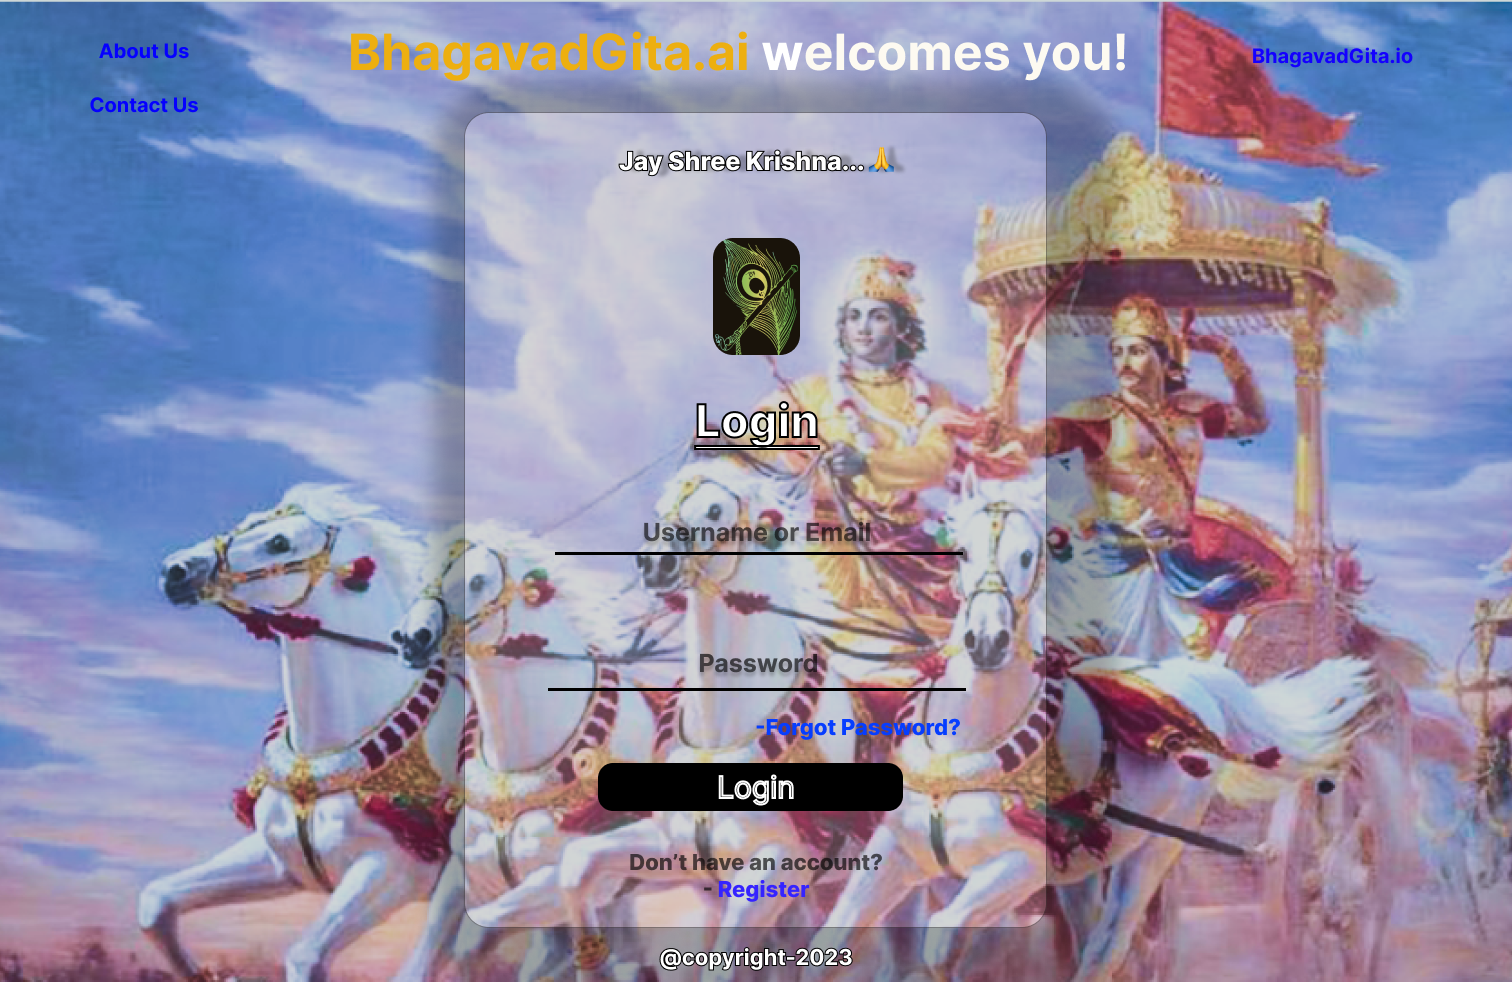 About Us
BhagavadGita.ai welcomes you!
BhagavadGita.io
Contact Us
Jay Shree Krishna...🙏
Login
Username or Email
Password
-Forgot Password?
Login
Don’t have an account?
- Register
@copyright-2023